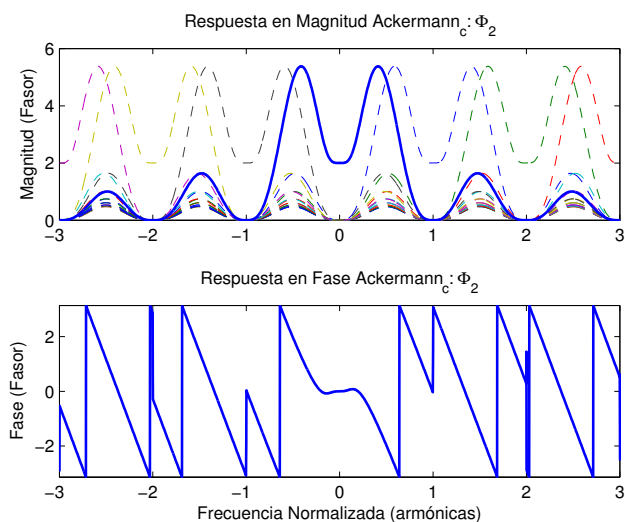 Respuesta en Magnitud Ackermann_c: Φ_2
Magnitud (Fasor)
6
4
2
0
−3 −2 −1 0 1 2 3
Respuesta en Fase Ackermann_c: Φ_2
Fase (Fasor)
2
0
−2
−3 −2 −1 0 1 2 3
Frecuencia Normalizada (armónicas)